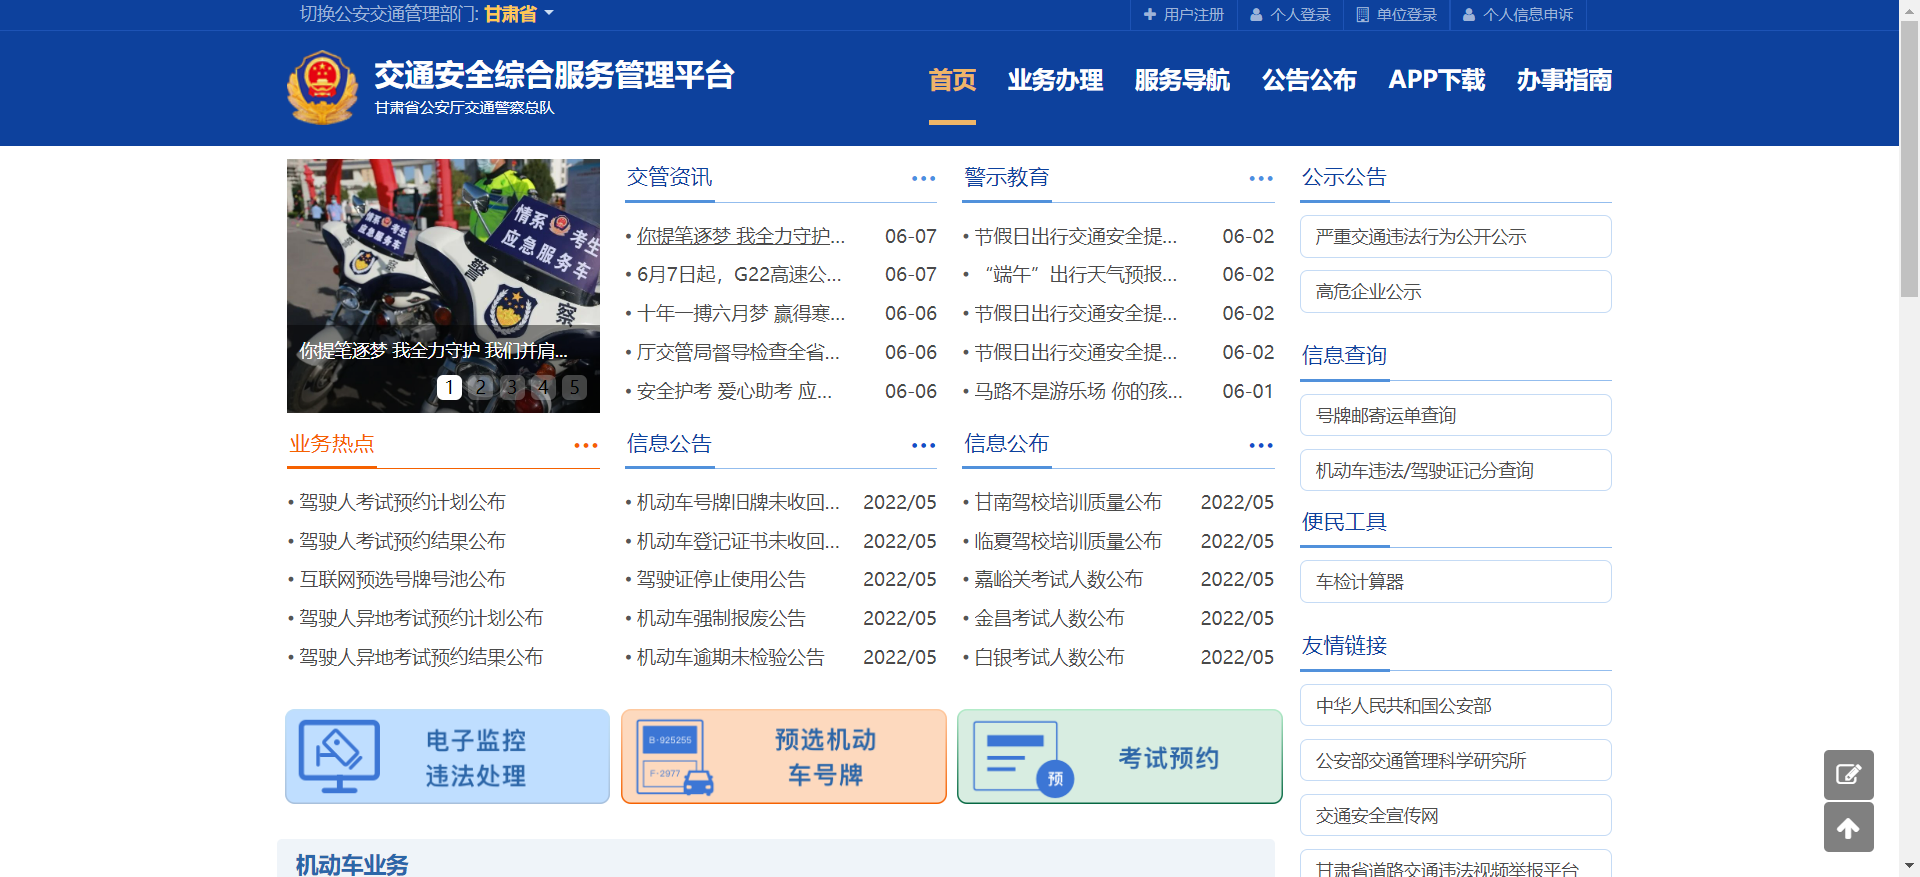 切换公安交通管理部门: 甘肃省
用户注册
个人登录
单位登录
个人信息申诉
交通安全综合服务管理平台
甘肃省公安厅交通警察总队
首页
业务办理
服务导航
公告公布
APP下载
办事指南
情系考生
应急服务车
情系考生
应急服务车
警
察
你提笔逐梦 我全力守护 我们并肩...
1 2 3 4 5
交管资讯
• 你提笔逐梦 我全力守护... 06-07
• 6月7日起，G22高速公... 06-07
• 十年一搏六月梦 赢得寒... 06-06
• 厅交管局督导检查全省... 06-06
• 安全护考 爱心助考 应... 06-06
警示教育
• 节假日出行交通安全提... 06-02
• “端午”出行天气预报... 06-02
• 节假日出行交通安全提... 06-02
• 节假日出行交通安全提... 06-02
• 马路不是游乐场 你的孩... 06-01
公示公告
严重交通违法行为公开公示
高危企业公示
信息查询
号牌邮寄运单查询
机动车违法/驾驶证记分查询
便民工具
车检计算器
友情链接
中华人民共和国公安部
公安部交通管理科学研究所
交通安全宣传网
甘肃省道路交通违法视频举报平台
业务热点
• 驾驶人考试预约计划公布
• 驾驶人考试预约结果公布
• 互联网预选号牌号池公布
• 驾驶人异地考试预约计划公布
• 驾驶人异地考试预约结果公布
信息公告
• 机动车号牌旧牌未收回... 2022/05
• 机动车登记证书未收回... 2022/05
• 驾驶证停止使用公告 2022/05
• 机动车强制报废公告 2022/05
• 机动车逾期未检验公告 2022/05
信息公布
• 甘南驾校培训质量公布 2022/05
• 临夏驾校培训质量公布 2022/05
• 嘉峪关考试人数公布 2022/05
• 金昌考试人数公布 2022/05
• 白银考试人数公布 2022/05
电子监控
违法处理
B-925255
F-2977
预选机动
车号牌
预
考试预约
机动车业务